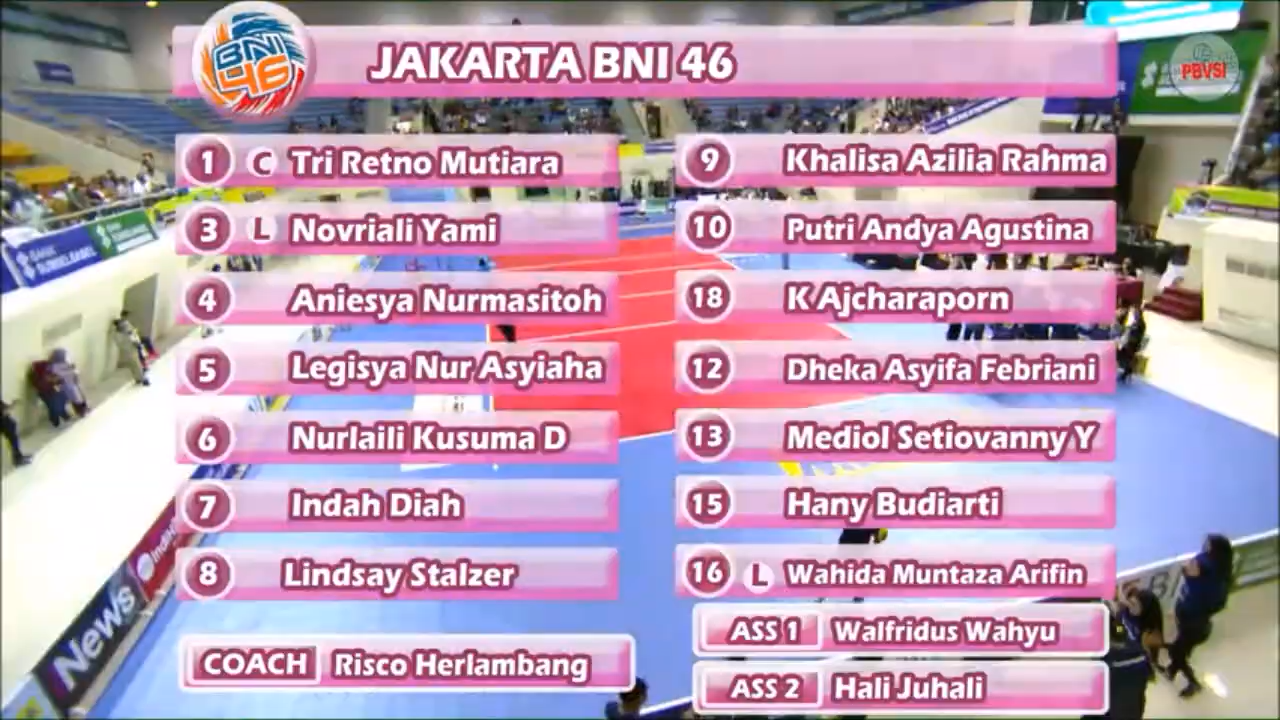 BNI
46
JAKARTA BNI 46
PBVSI
1 C Tri Retno Mutiara
3 L Novriali Yami
4 Aniesya Nurmasitoh
5 Legisya Nur Asyiaha
6 Nurlaili Kusuma D
7 Indah Diah
8 Lindsay Stalzer
COACH Risco Herlambang
9 Khalisa Azilia Rahma
10 Putri Andya Agustina
18 K Ajcharaporn
12 Dheka Asyifa Febriani
13 Mediol Setiovanny Y
15 Hany Budiarti
16 L Wahida Muntaza Arifin
ASS 1 Walfridus Wahyu
ASS 2 Hali Juhali
News